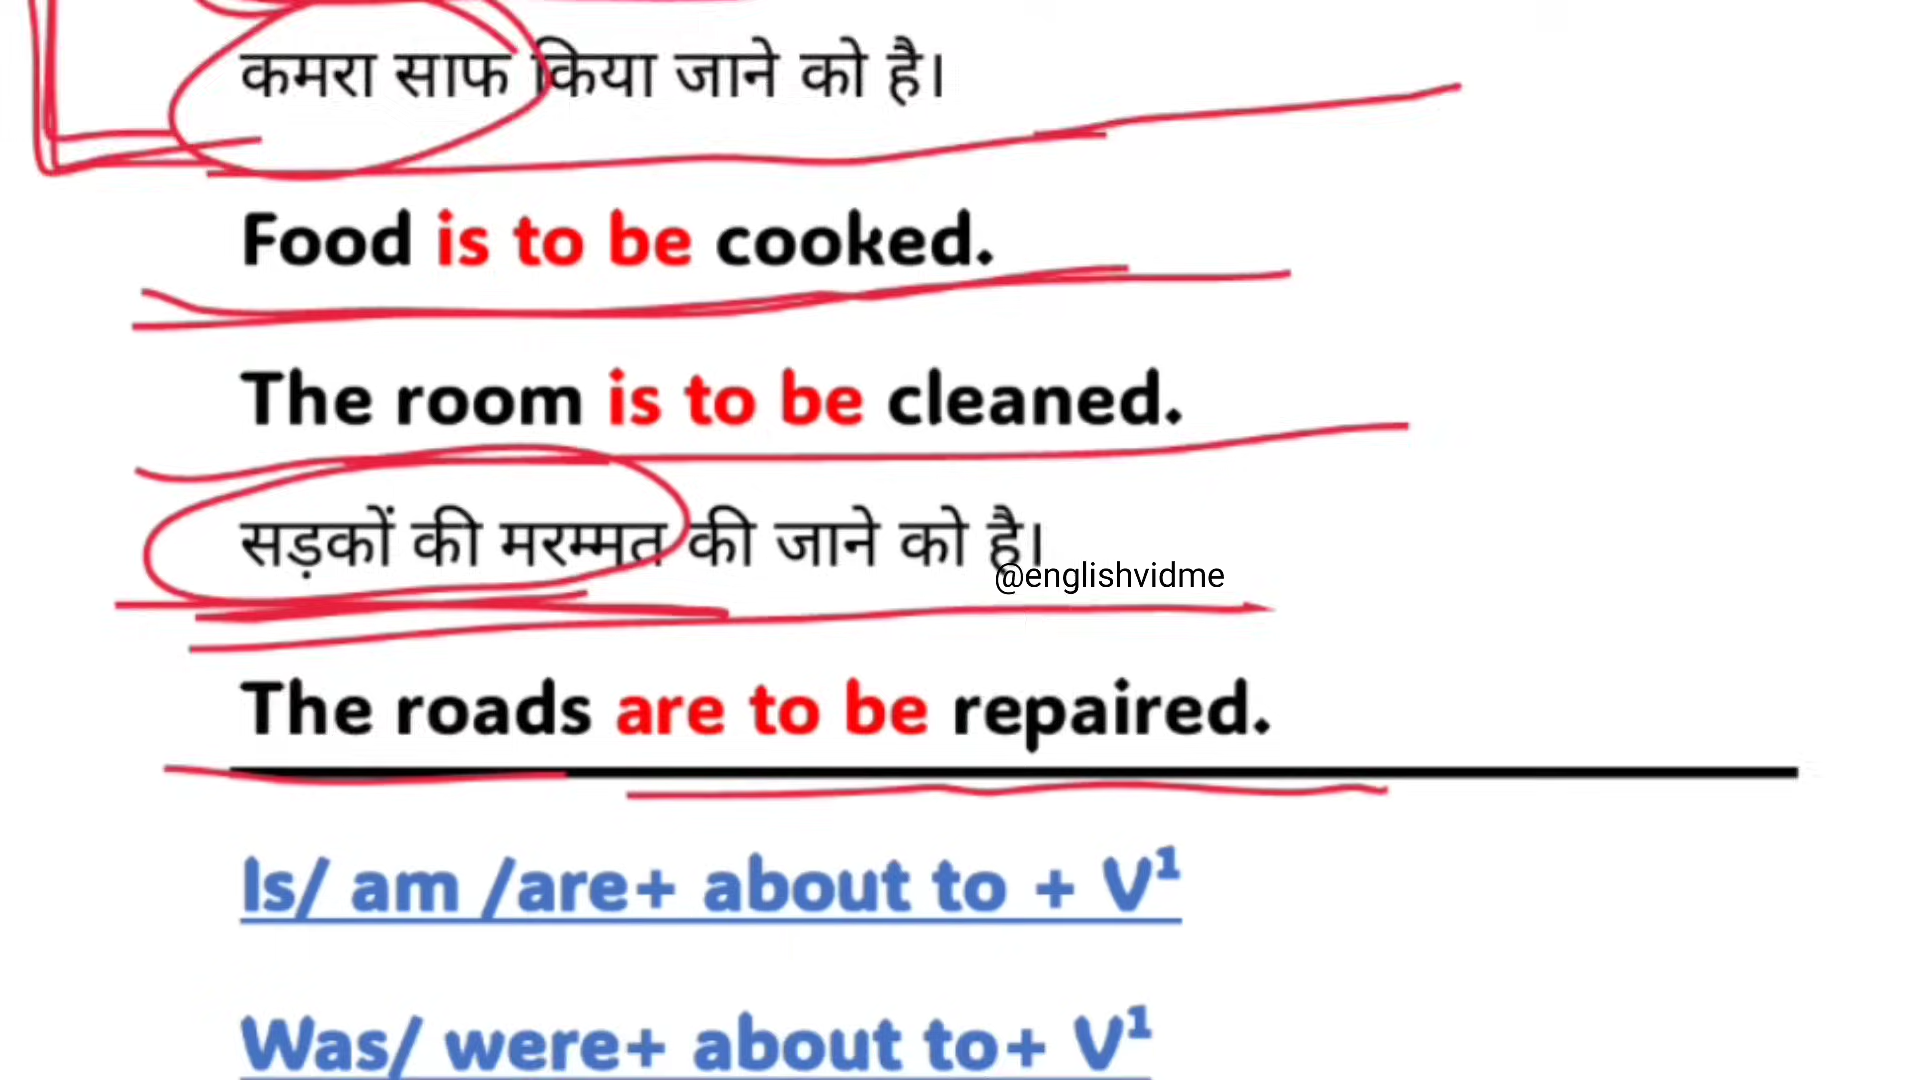 कमरा साफ किया जाने को है।
Food is to be cooked.
The room is to be cleaned.
सड़कों की मरम्मत की जाने को है।
@englishvidme
The roads are to be repaired.
Is/ am /are+ about to + V¹
Was/ were+ about to+ V¹